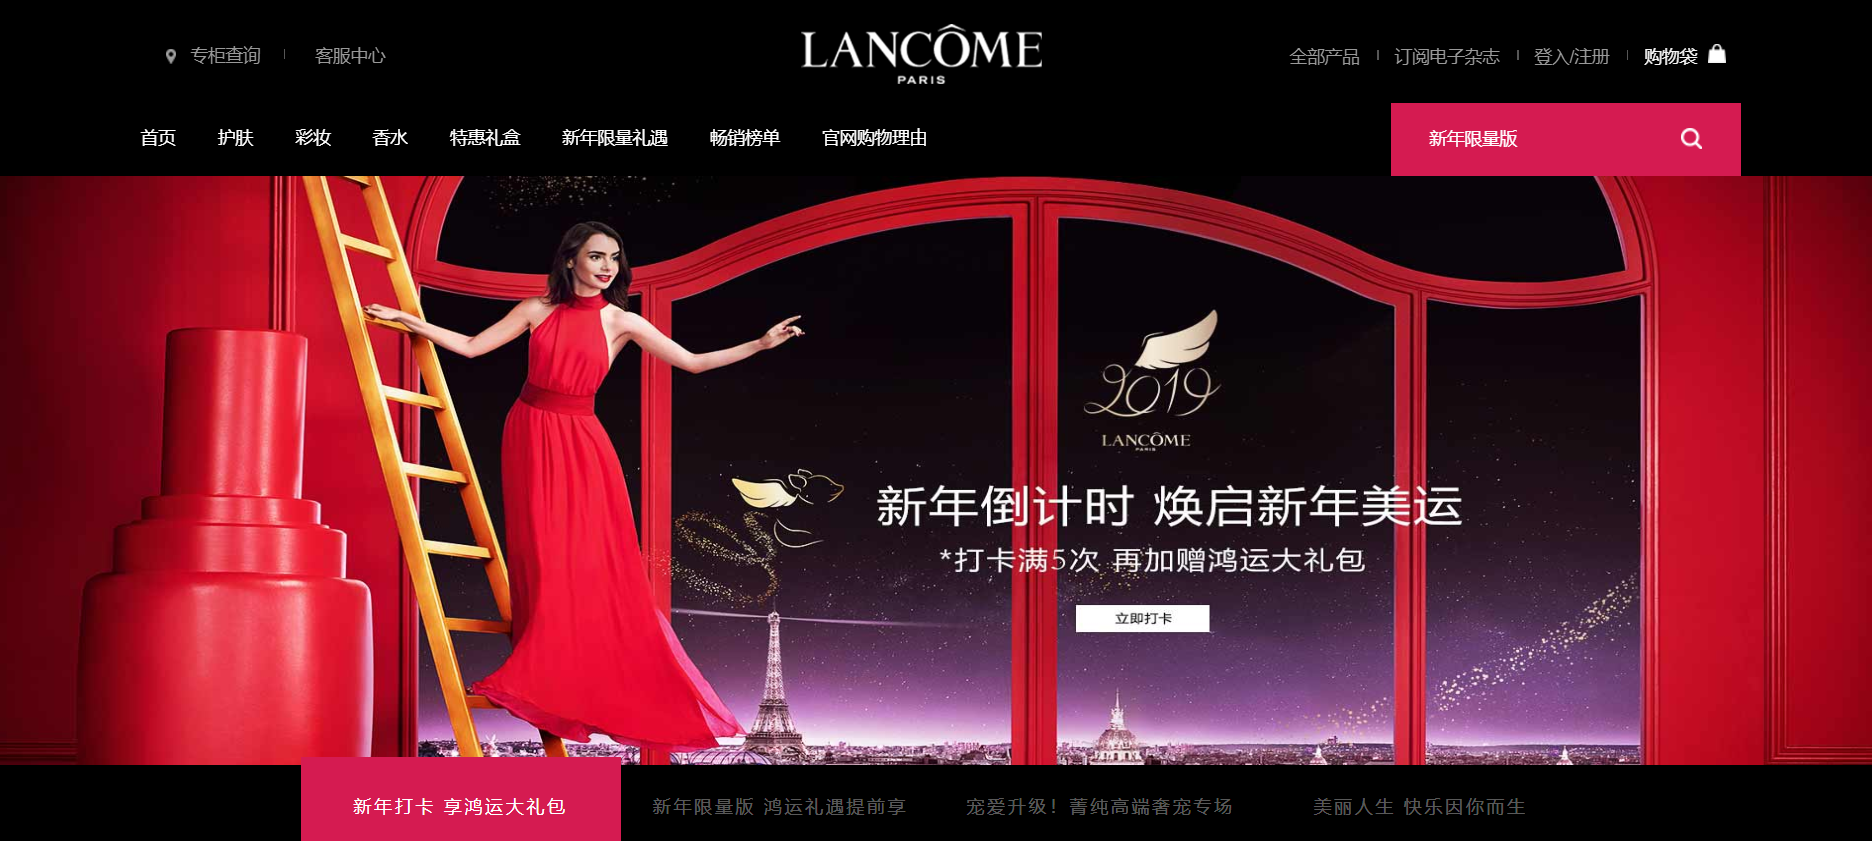 专柜查询
客服中心
LANCÔME
PARIS
全部产品
订阅电子杂志
登入/注册
购物袋
首页 护肤 彩妆 香水 特惠礼盒 新年限量礼遇 畅销榜单 官网购物理由
新年限量版
2019
LANCÔME
PARIS
新年倒计时 焕启新年美运
*打卡满5次 再加赠鸿运大礼包
立即打卡
新年打卡 享鸿运大礼包
新年限量版 鸿运礼遇提前享
宠爱升级！菁纯高端奢宠专场
美丽人生 快乐因你而生